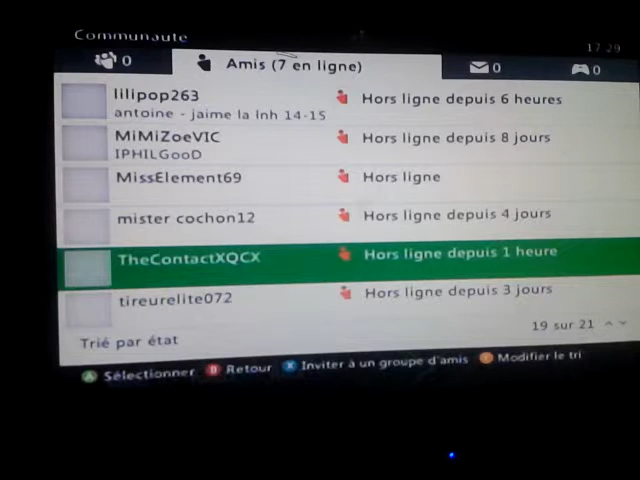 Communauté
17:29
0
Amis (7 en ligne)
0
0
lilipop263
Hors ligne depuis 6 heures
antoine - jaime la lnh 14-15
MiMiZoeVIC
Hors ligne depuis 8 jours
IPHILGooD
MissElement69
Hors ligne
mister cochon12
Hors ligne depuis 4 jours
TheContactXQCX
Hors ligne depuis 1 heure
tireurelite072
Hors ligne depuis 3 jours
19 sur 21
Trié par état
A Sélectionner B Retour X Inviter à un groupe d'amis Y Modifier le tri